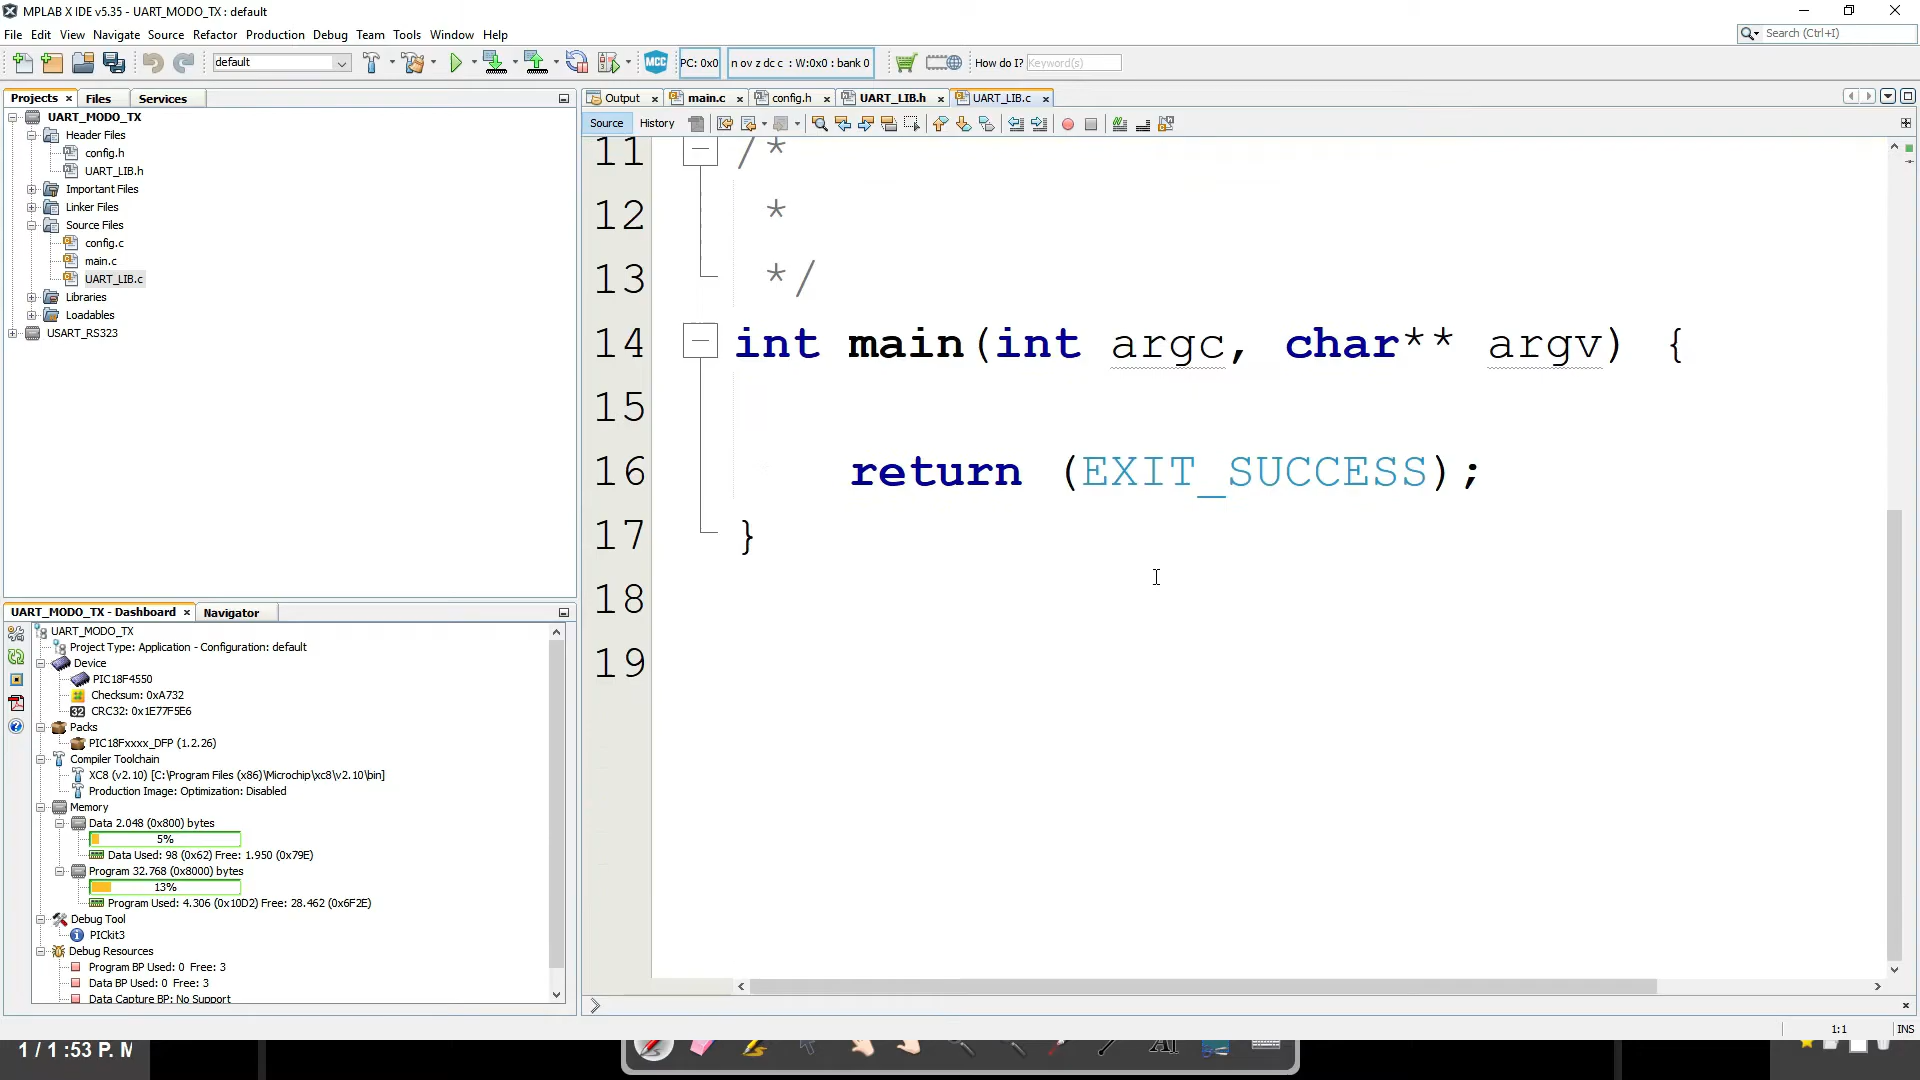 MPLAB X IDE v5.35 - UART_MODO_TX : default
File Edit View Navigate Source Refactor Production Debug Team Tools Window Help
Search (Ctrl+I)
default
MCC
PC: 0x0
n ov z dc c : W:0x0 : bank 0
How do I?
Keyword(s)
Projects
Files
Services
UART_MODO_TX
Header Files
config.h
UART_LIB.h
Important Files
Linker Files
Source Files
config.c
main.c
UART_LIB.c
Libraries
Loadables
USART_RS323
UART_MODO_TX - Dashboard
Navigator
UART_MODO_TX
Project Type: Application - Configuration: default
Device
PIC18F4550
Checksum: 0xA732
CRC32: 0x1E77F5E6
Packs
PIC18Fxxxx_DFP (1.2.26)
Compiler Toolchain
XC8 (v2.10) [C:\Program Files (x86)\Microchip\xc8\v2.10\bin]
Production Image: Optimization: Disabled
Memory
Data 2.048 (0x800) bytes
5%
Data Used: 98 (0x62) Free: 1.950 (0x79E)
Program 32.768 (0x8000) bytes
13%
Program Used: 4.306 (0x10D2) Free: 28.462 (0x6F2E)
Debug Tool
PICkit3
Debug Resources
Program BP Used: 0 Free: 3
Data BP Used: 0 Free: 3
Data Capture BP: No Support
Output
main.c
config.h
UART_LIB.h
UART_LIB.c
Source
History
11 /*
12 *
13 */
14 int main(int argc, char** argv) {
15
16 return (EXIT_SUCCESS);
17 }
18
19
1:1
INS
1 / 1 :53 P. M